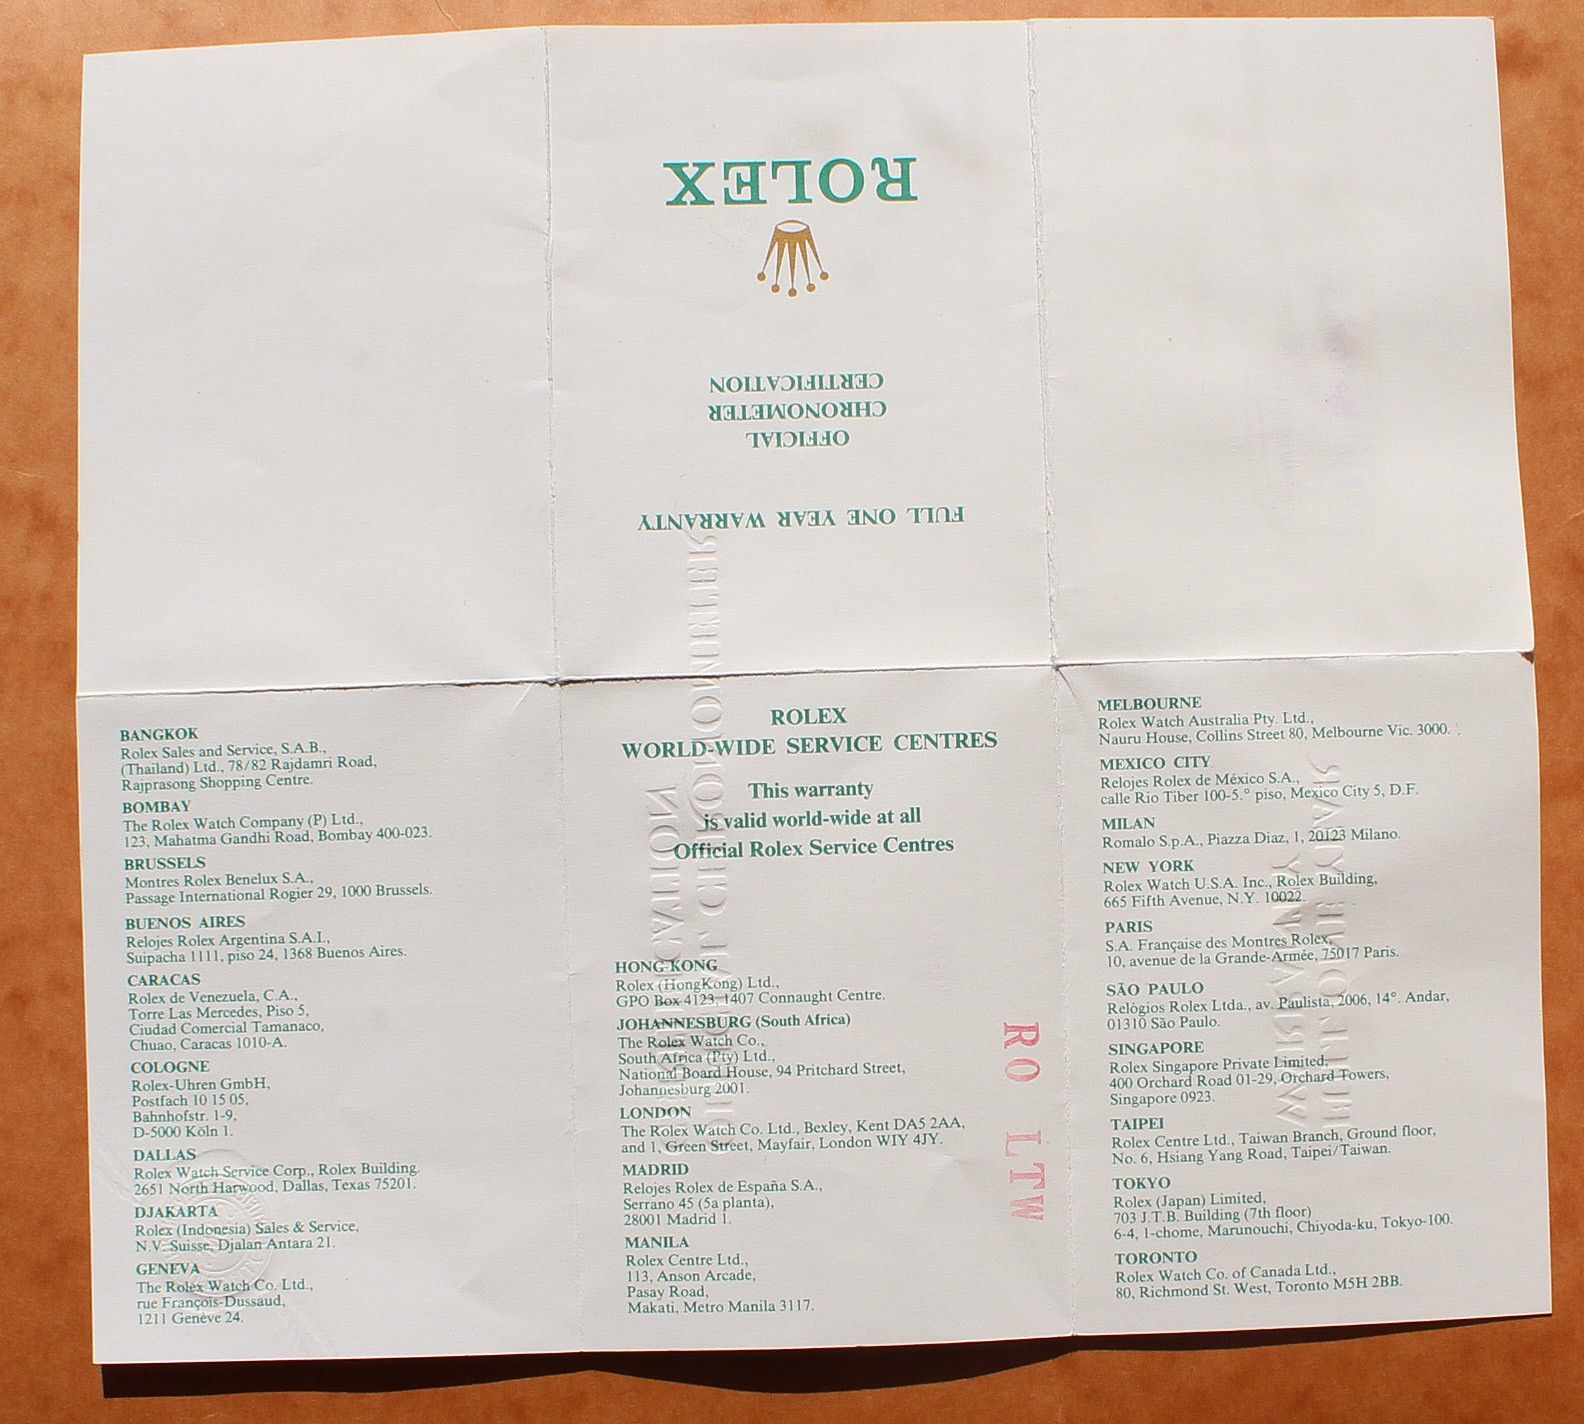 ROLEX
OFFICIAL
CHRONOMETER
CERTIFICATION
FULL ONE YEAR WARRANTY
BANGKOK
Rolex Sales and Service, S.A.B.,
(Thailand) Ltd., 78/82 Rajdamri Road,
Rajprasong Shopping Centre.
BOMBAY
The Rolex Watch Company (P) Ltd.,
123, Mahatma Gandhi Road, Bombay 400-023.
BRUSSELS
Montres Rolex Benelux S.A.,
Passage International Rogier 29, 1000 Brussels.
BUENOS AIRES
Relojes Rolex Argentina S.A.I.,
Suipacha 1111, piso 24, 1368 Buenos Aires.
CARACAS
Rolex de Venezuela, C.A.,
Torre Las Mercedes, Piso 5,
Ciudad Comercial Tamanaco,
Chuao, Caracas 1010-A.
COLOGNE
Rolex-Uhren GmbH,
Postfach 10 15 05,
Bahnhofstr. 1-9,
D-5000 Köln 1.
DALLAS
Rolex Watch Service Corp., Rolex Building.
2651 North Harwood, Dallas, Texas 75201.
DJAKARTA
Rolex (Indonesia) Sales & Service,
N.V. Suisse, Djalan Antara 21.
GENEVA
The Rolex Watch Co. Ltd.,
rue François-Dussaud,
1211 Genève 24.
ROLEX
WORLD-WIDE SERVICE CENTRES
This warranty
is valid world-wide at all
Official Rolex Service Centres
HONG-KONG
Rolex (HongKong) Ltd.,
GPO Box 4123, 1407 Connaught Centre.
JOHANNESBURG (South Africa)
The Rolex Watch Co.,
South Africa (Pty) Ltd.,
National Board House, 94 Pritchard Street,
Johannesburg 2001.
LONDON
The Rolex Watch Co. Ltd., Bexley, Kent DA5 2AA,
and 1, Green Street, Mayfair, London W1Y 4JY.
MADRID
Relojes Rolex de España S.A.,
Serrano 45 (5a planta),
28001 Madrid 1.
MANILA
Rolex Centre Ltd.,
113, Anson Arcade,
Pasay Road,
Makati, Metro Manila 3117.
RO LTW
MELBOURNE
Rolex Watch Australia Pty. Ltd.,
Nauru House, Collins Street 80, Melbourne Vic. 3000.
MEXICO CITY
Relojes Rolex de México S.A.,
calle Rio Tiber 100-5.° piso, Mexico City 5, D.F.
MILAN
Romalo S.p.A., Piazza Diaz, 1, 20123 Milano.
NEW YORK
Rolex Watch U.S.A. Inc., Rolex Building,
665 Fifth Avenue, N.Y. 10022.
PARIS
S.A. Française des Montres Rolex,
10, avenue de la Grande-Armée, 75017 Paris.
SÃO PAULO
Relógios Rolex Ltda., av. Paulista, 2006, 14°. Andar,
01310 São Paulo.
SINGAPORE
Rolex Singapore Private Limited,
400 Orchard Road 01-29, Orchard Towers,
Singapore 0923.
TAIPEI
Rolex Centre Ltd., Taiwan Branch, Ground floor,
No. 6, Hsiang Yang Road, Taipei/Taiwan.
TOKYO
Rolex (Japan) Limited,
703 J.T.B. Building (7th floor)
6-4, 1-chome, Marunouchi, Chiyoda-ku, Tokyo-100.
TORONTO
Rolex Watch Co. of Canada Ltd.,
80, Richmond St. West, Toronto M5H 2BB.